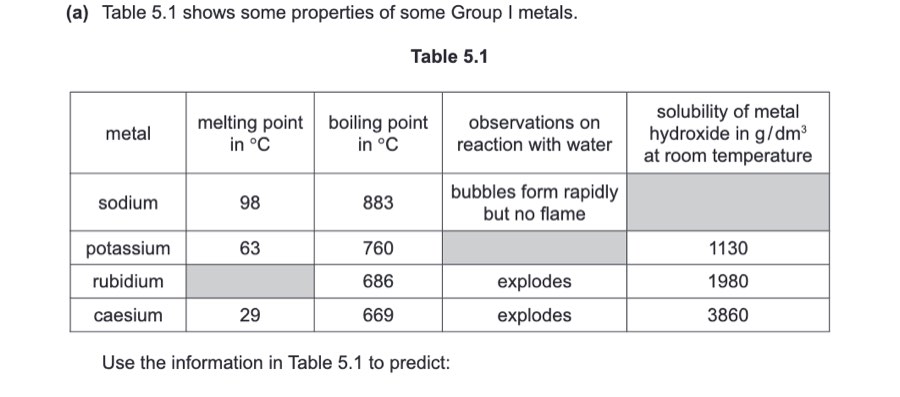 (a) Table 5.1 shows some properties of some Group I metals.
Table 5.1
metal | melting point in °C | boiling point in °C | observations on reaction with water | solubility of metal hydroxide in g/dm³ at room temperature
sodium | 98 | 883 | bubbles form rapidly but no flame |
potassium | 63 | 760 | | 1130
rubidium | | 686 | explodes | 1980
caesium | 29 | 669 | explodes | 3860
Use the information in Table 5.1 to predict: